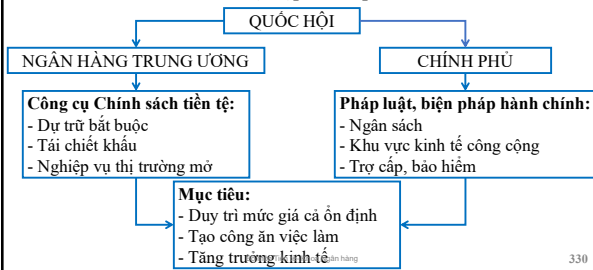 QUỐC HỘI
NGÂN HÀNG TRUNG ƯƠNG
CHÍNH PHỦ
Công cụ Chính sách tiền tệ:
- Dự trữ bắt buộc
- Tái chiết khấu
- Nghiệp vụ thị trường mở
Pháp luật, biện pháp hành chính:
- Ngân sách
- Khu vực kinh tế công cộng
- Trợ cấp, bảo hiểm
Mục tiêu:
- Duy trì mức giá cả ổn định
- Tạo công ăn việc làm
- Tăng trưởng kinh tế
ngân hàng
330